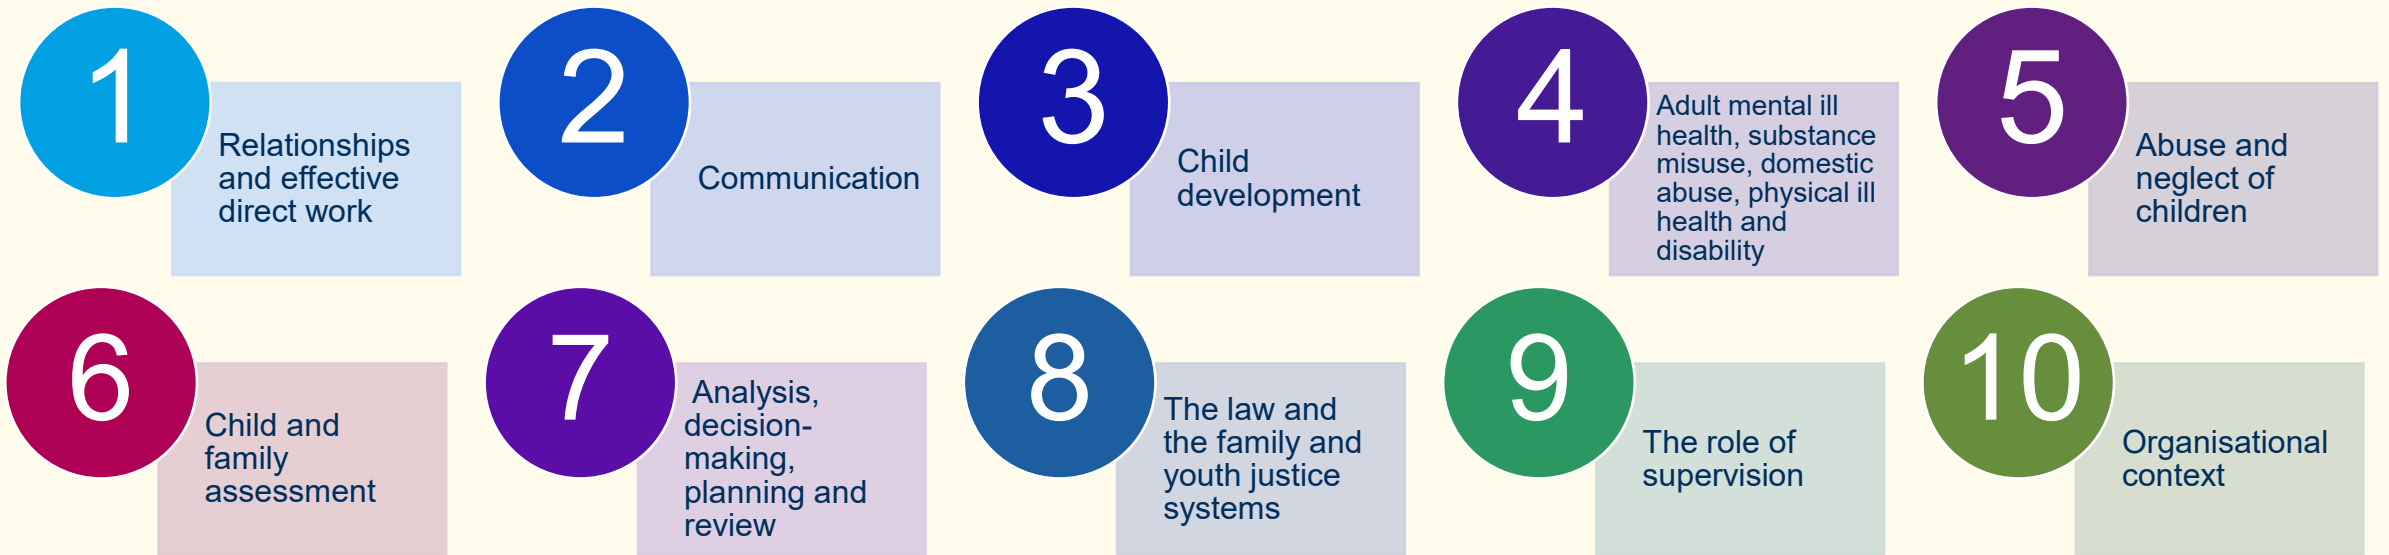 1
Relationships
and effective
direct work
2
Communication
3
Child
development
4
Adult mental ill
health, substance
misuse, domestic
abuse, physical ill
health and
disability
5
Abuse and
neglect of
children
6
Child and
family
assessment
7
Analysis,
decision-
making,
planning and
review
8
The law and
the family and
youth justice
systems
9
The role of
supervision
10
Organisational
context